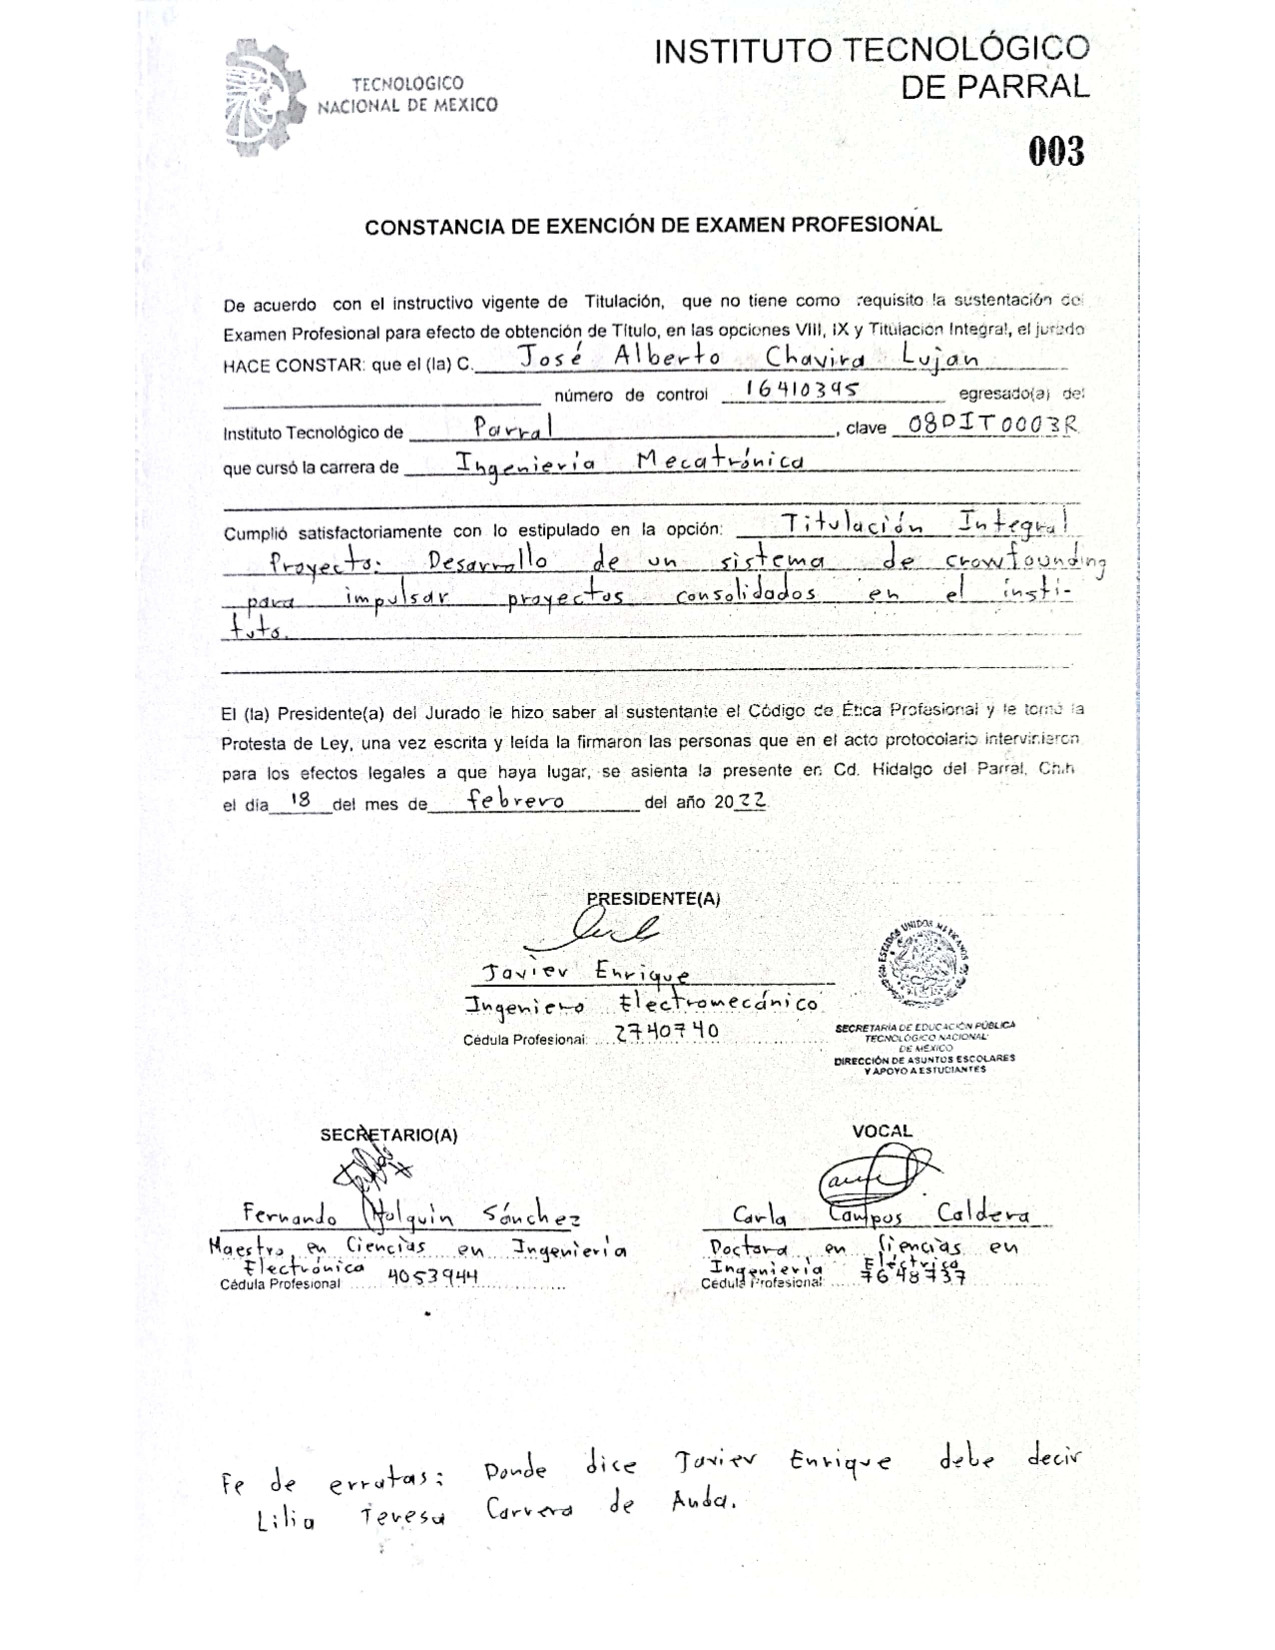 TECNOLOGICO
NACIONAL DE MEXICO
INSTITUTO TECNOLÓGICO
DE PARRAL
003
CONSTANCIA DE EXENCIÓN DE EXAMEN PROFESIONAL
De acuerdo con el instructivo vigente de Titulación, que no tiene como requisito la sustentación del
Examen Profesional para efecto de obtención de Título, en las opciones VIII, IX y Titulación Integral, el jurado
HACE CONSTAR: que el (la) C. José Alberto Chavira Lujan
número de control 16410395 egresado(a) del
Instituto Tecnológico de Parral, clave 08DIT0003R
que cursó la carrera de Ingeniería Mecatrónica
Cumplió satisfactoriamente con lo estipulado en la opción: Titulación Integral
Proyecto: Desarrollo de un sistema de crowfounding
para impulsar proyectos consolidados en el insti-
tuto.
El (la) Presidente(a) del Jurado le hizo saber al sustentante el Código de Ética Profesional y le tomó la
Protesta de Ley, una vez escrita y leída la firmaron las personas que en el acto protocolario intervinieron
para los efectos legales a que haya lugar, se asienta la presente en Cd. Hidalgo del Parral, Chih
el día 18 del mes de febrero del año 2022
PRESIDENTE(A)
Javier Enrique
Ingeniero Electromecánico
Cédula Profesional: 2740740
ESTADOS UNIDOS MEXICANOS
SECRETARÍA DE EDUCACIÓN PÚBLICA
TECNOLÓGICO NACIONAL
DE MÉXICO
DIRECCIÓN DE ASUNTOS ESCOLARES
Y APOYO A ESTUDIANTES
SECRETARIO(A)
Fernando Holguin Sánchez
Maestro en Ciencias en Ingeniería
Electrónica
Cédula Profesional 4053944
VOCAL
Carla Campos Caldera
Doctora en Ciencias en
Ingeniería Eléctrica
Cédula Profesional: 7648737
Fe de erratas: Donde dice Javier Enrique debe decir
Lilia Teresa Carrera de Anda.